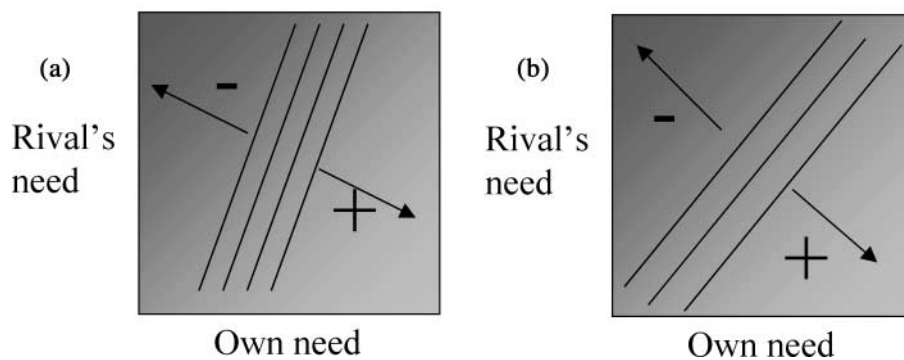 (a)
Rival's
need
-
+
Own need
(b)
Rival's
need
-
+
Own need